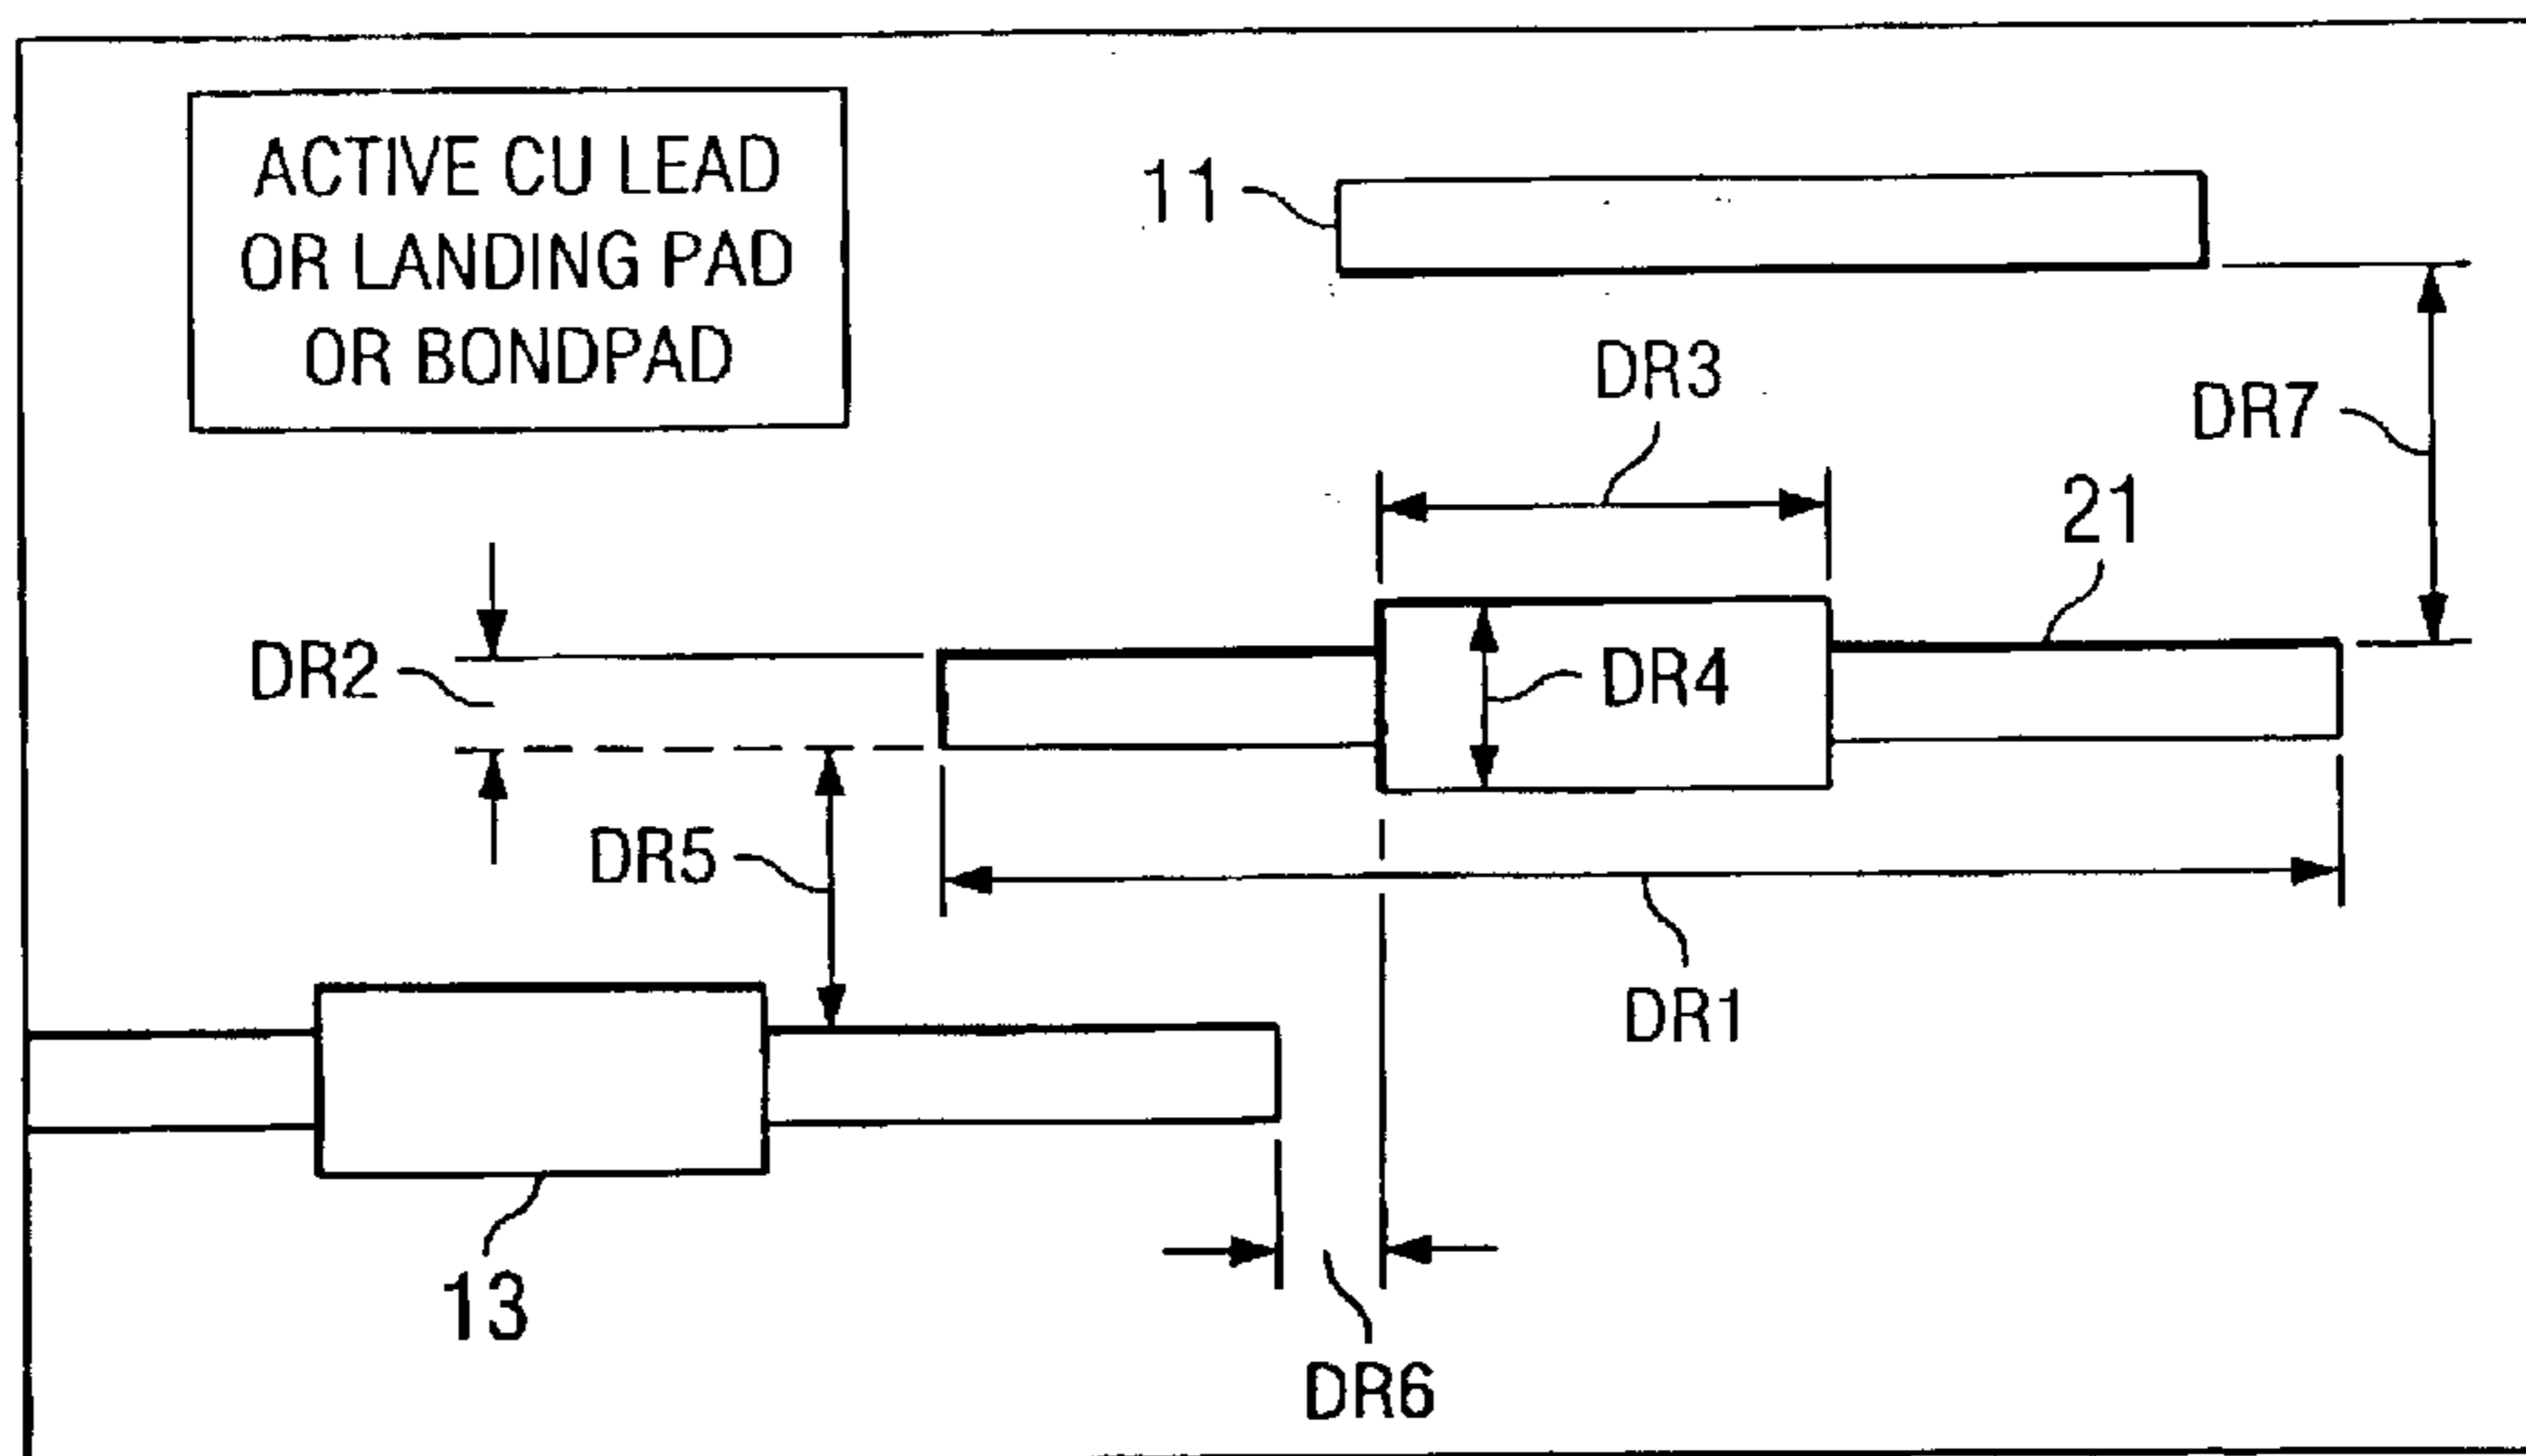 ACTIVE CU LEAD
OR LANDING PAD
OR BONDPAD
11
DR3
DR7
21
DR2
DR4
DR5
DR1
13
DR6